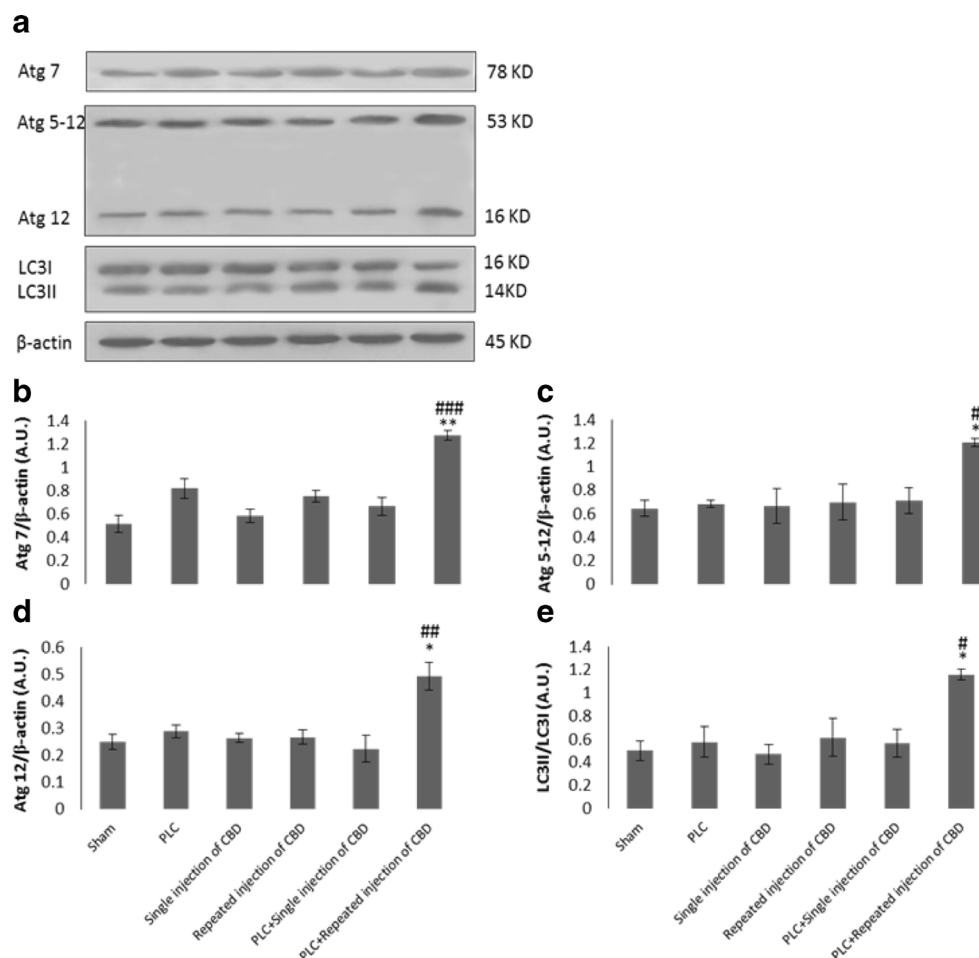 a
Atg 7 78 KD
Atg 5-12 53 KD
Atg 12 16 KD
LC3I 16 KD
LC3II 14KD
β-actin 45 KD
b
Atg 7/β-actin (A.U.)
1.4
1.2
1
0.8
0.6
0.4
0.2
0
###
**
c
Atg 5-12/β-actin (A.U.)
1.4
1.2
1
0.8
0.6
0.4
0.2
0
#
*
d
Atg 12/β-actin (A.U.)
0.6
0.5
0.4
0.3
0.2
0.1
0
##
*
Sham
PLC
Single injection of CBD
Repeated injection of CBD
PLC+Single injection of CBD
PLC+Repeated injection of CBD
e
LC3II/LC3I (A.U.)
1.4
1.2
1
0.8
0.6
0.4
0.2
0
#
*
Sham
PLC
Single injection of CBD
Repeated injection of CBD
PLC+Single injection of CBD
PLC+Repeated injection of CBD